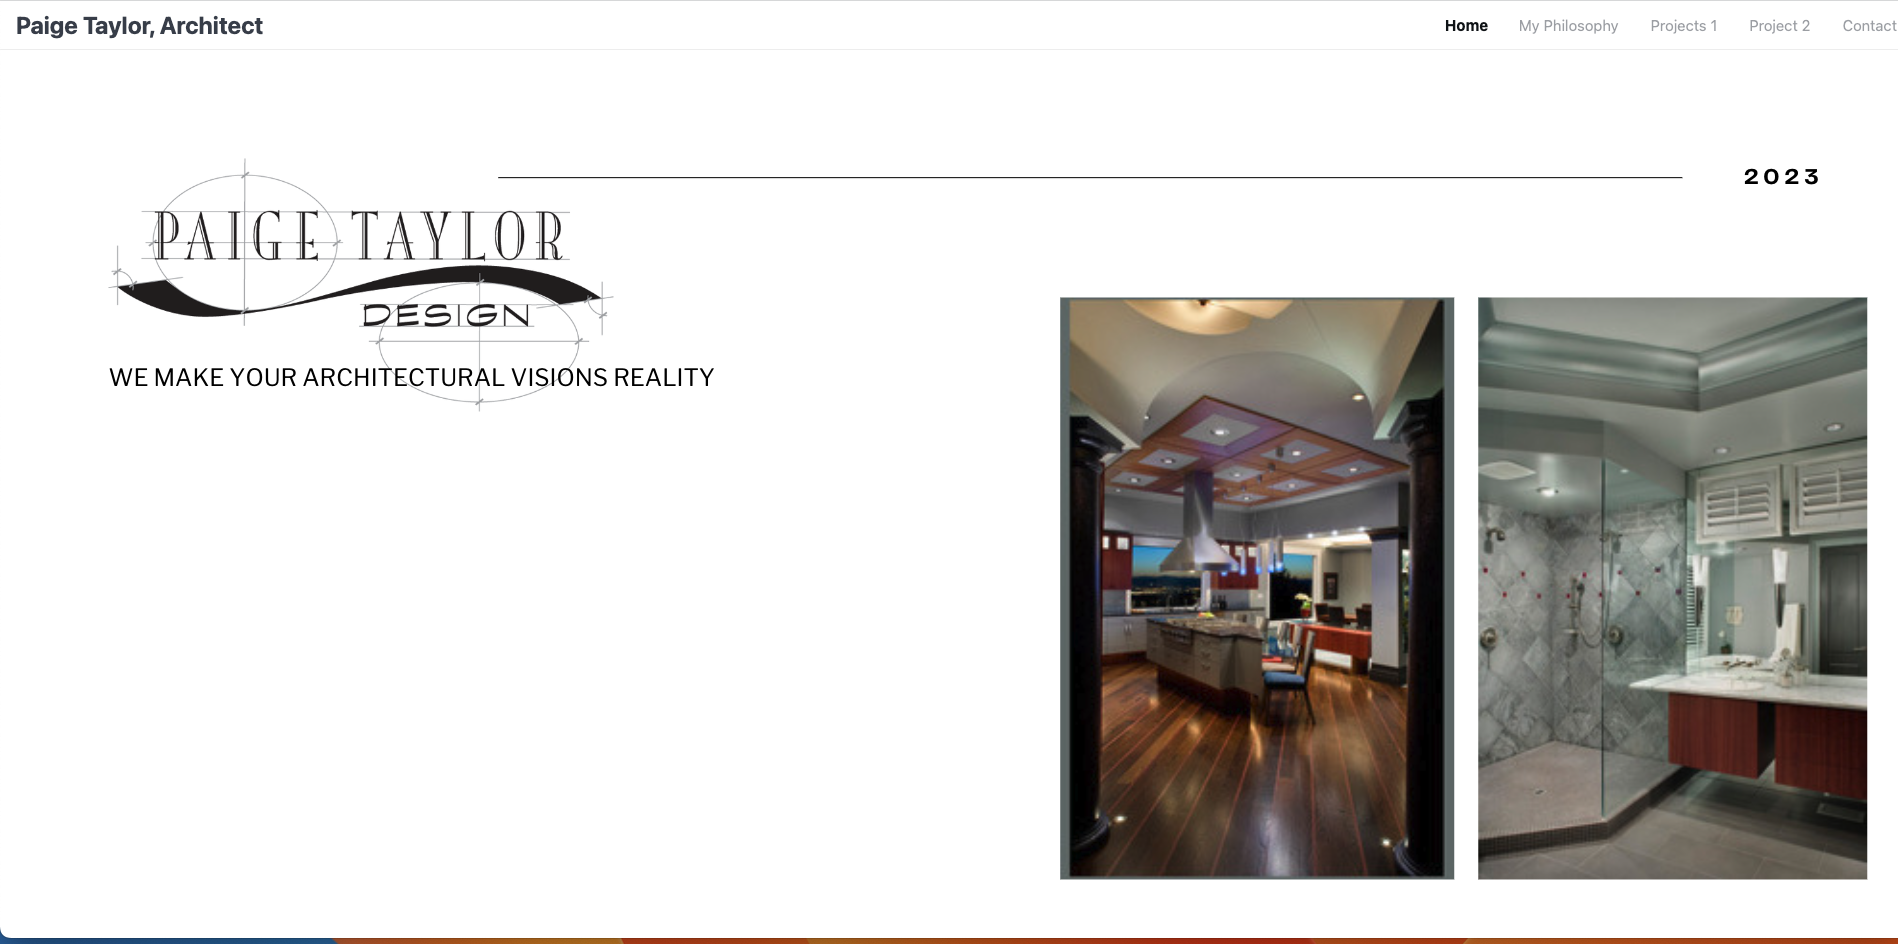 Paige Taylor, Architect
Home My Philosophy Projects 1 Project 2 Contact
2023
PAIGE TAYLOR
DESIGN
WE MAKE YOUR ARCHITECTURAL VISIONS REALITY